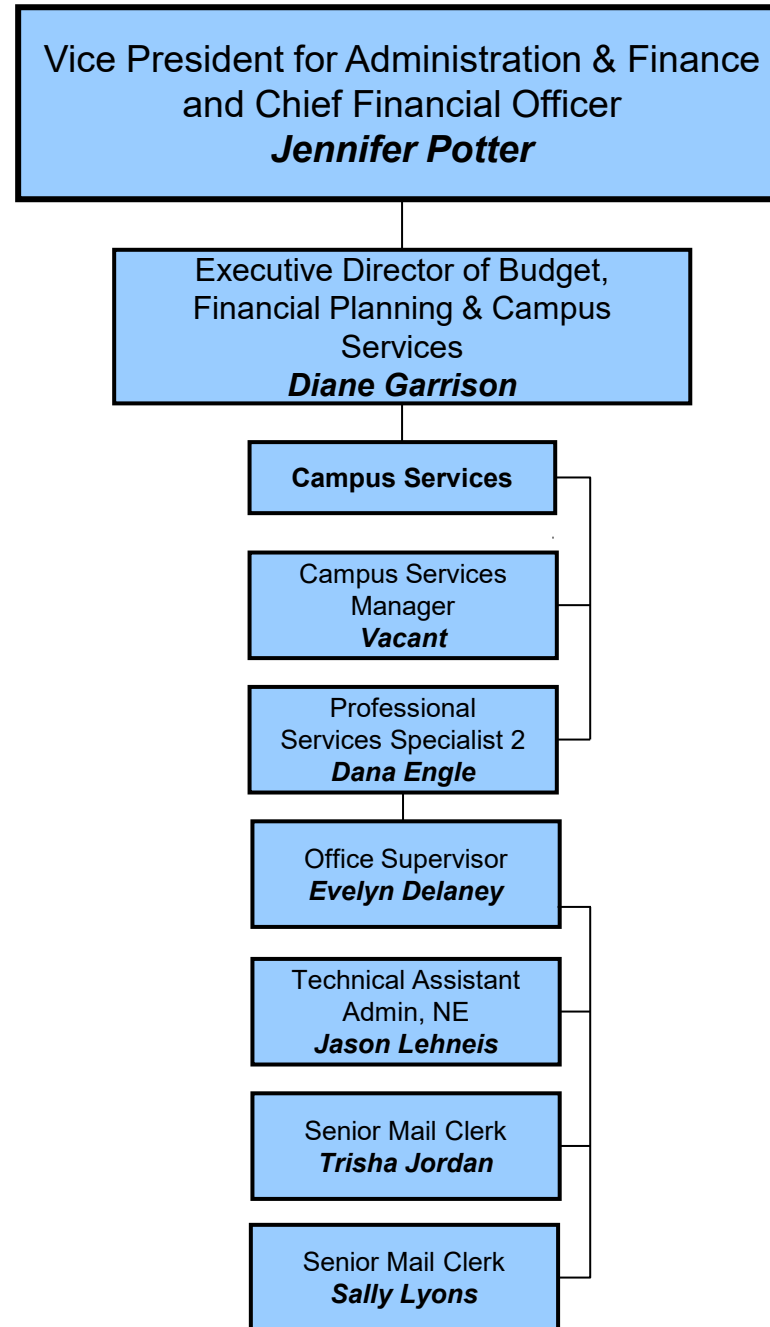 Vice President for Administration & Finance
and Chief Financial Officer
Jennifer Potter
Executive Director of Budget,
Financial Planning & Campus
Services
Diane Garrison
Campus Services
Campus Services
Manager
Vacant
Professional
Services Specialist 2
Dana Engle
Office Supervisor
Evelyn Delaney
Technical Assistant
Admin, NE
Jason Lehneis
Senior Mail Clerk
Trisha Jordan
Senior Mail Clerk
Sally Lyons